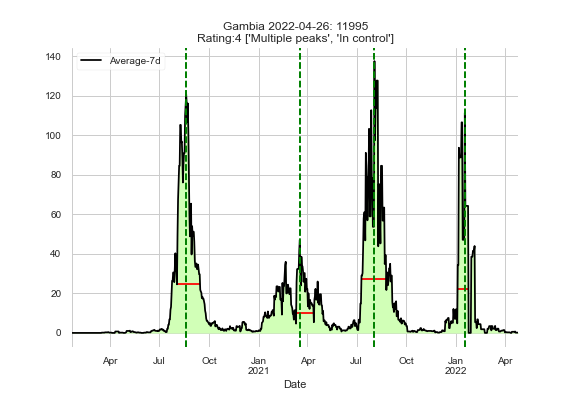 Gambia 2022-04-26: 11995
Rating:4 ['Multiple peaks', 'In control']
Average-7d
140
120
100
80
60
40
20
0
Apr Jul Oct Jan Apr Jul Oct Jan Apr
2021 2022
Date